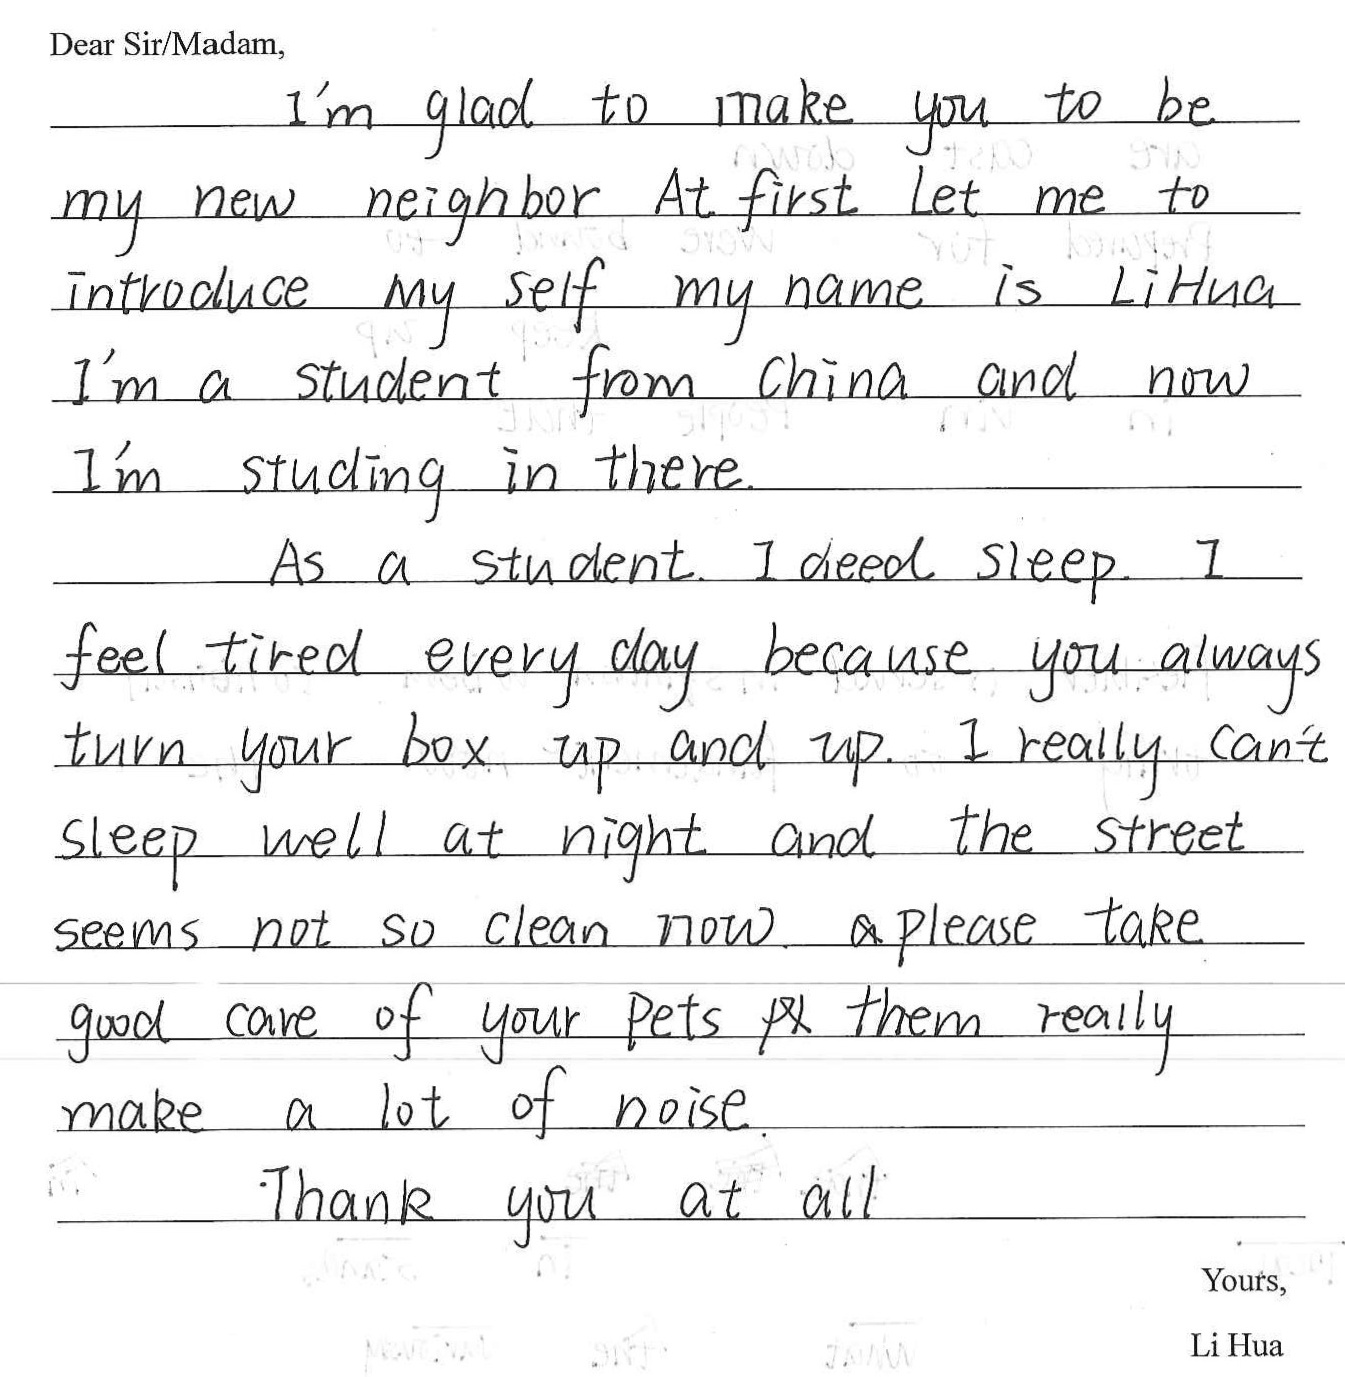 Dear Sir/Madam,
I'm glad to make you to be
my new neighbor At first Let me to
introduce my self my name is LiHua
I'm a student from China and now
I'm studing in there.
As a student. I deed sleep. I
feel tired every day because you always
turn your box up and up. I really can't
sleep well at night and the street
seems not so clean now. please take
good care of your pets them really
make a lot of noise.
Thank you at all
Yours,
Li Hua